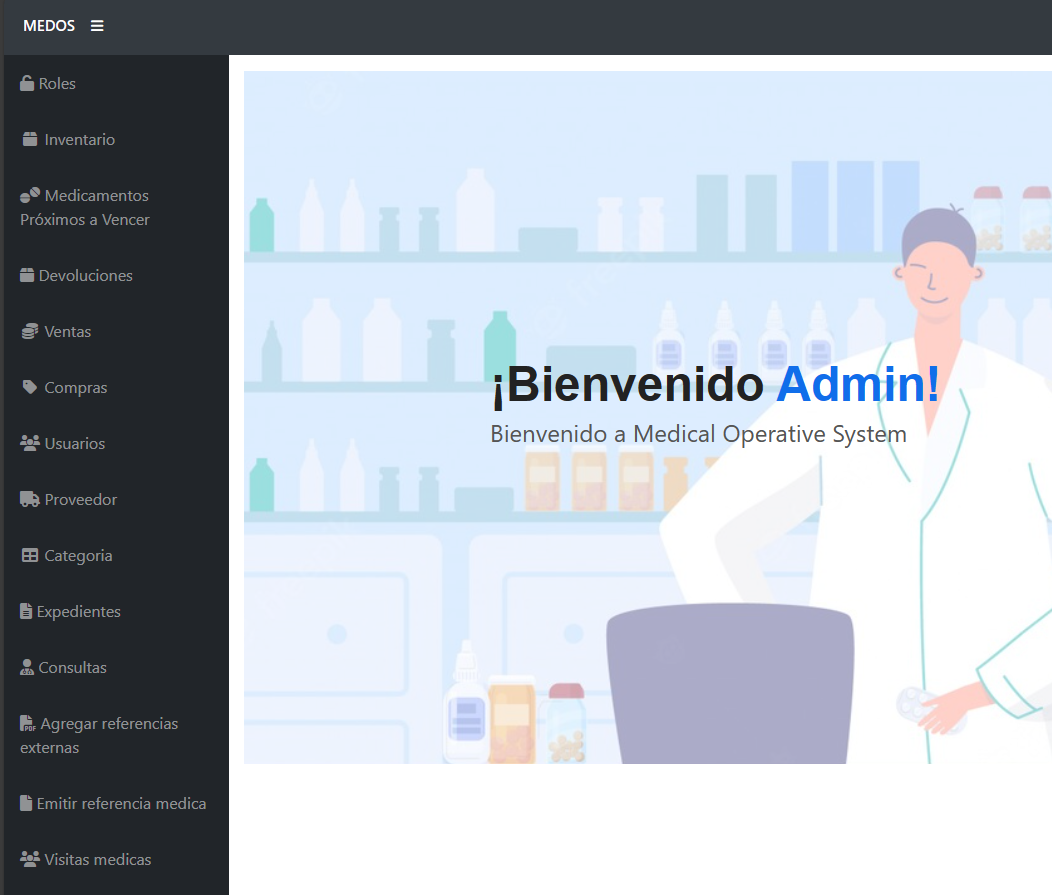 MEDOS
Roles
Inventario
Medicamentos
Próximos a Vencer
Devoluciones
Ventas
Compras
Usuarios
Proveedor
Categoria
Expedientes
Consultas
PDF Agregar referencias
externas
Emitir referencia medica
Visitas medicas
¡Bienvenido Admin!
Bienvenido a Medical Operative System